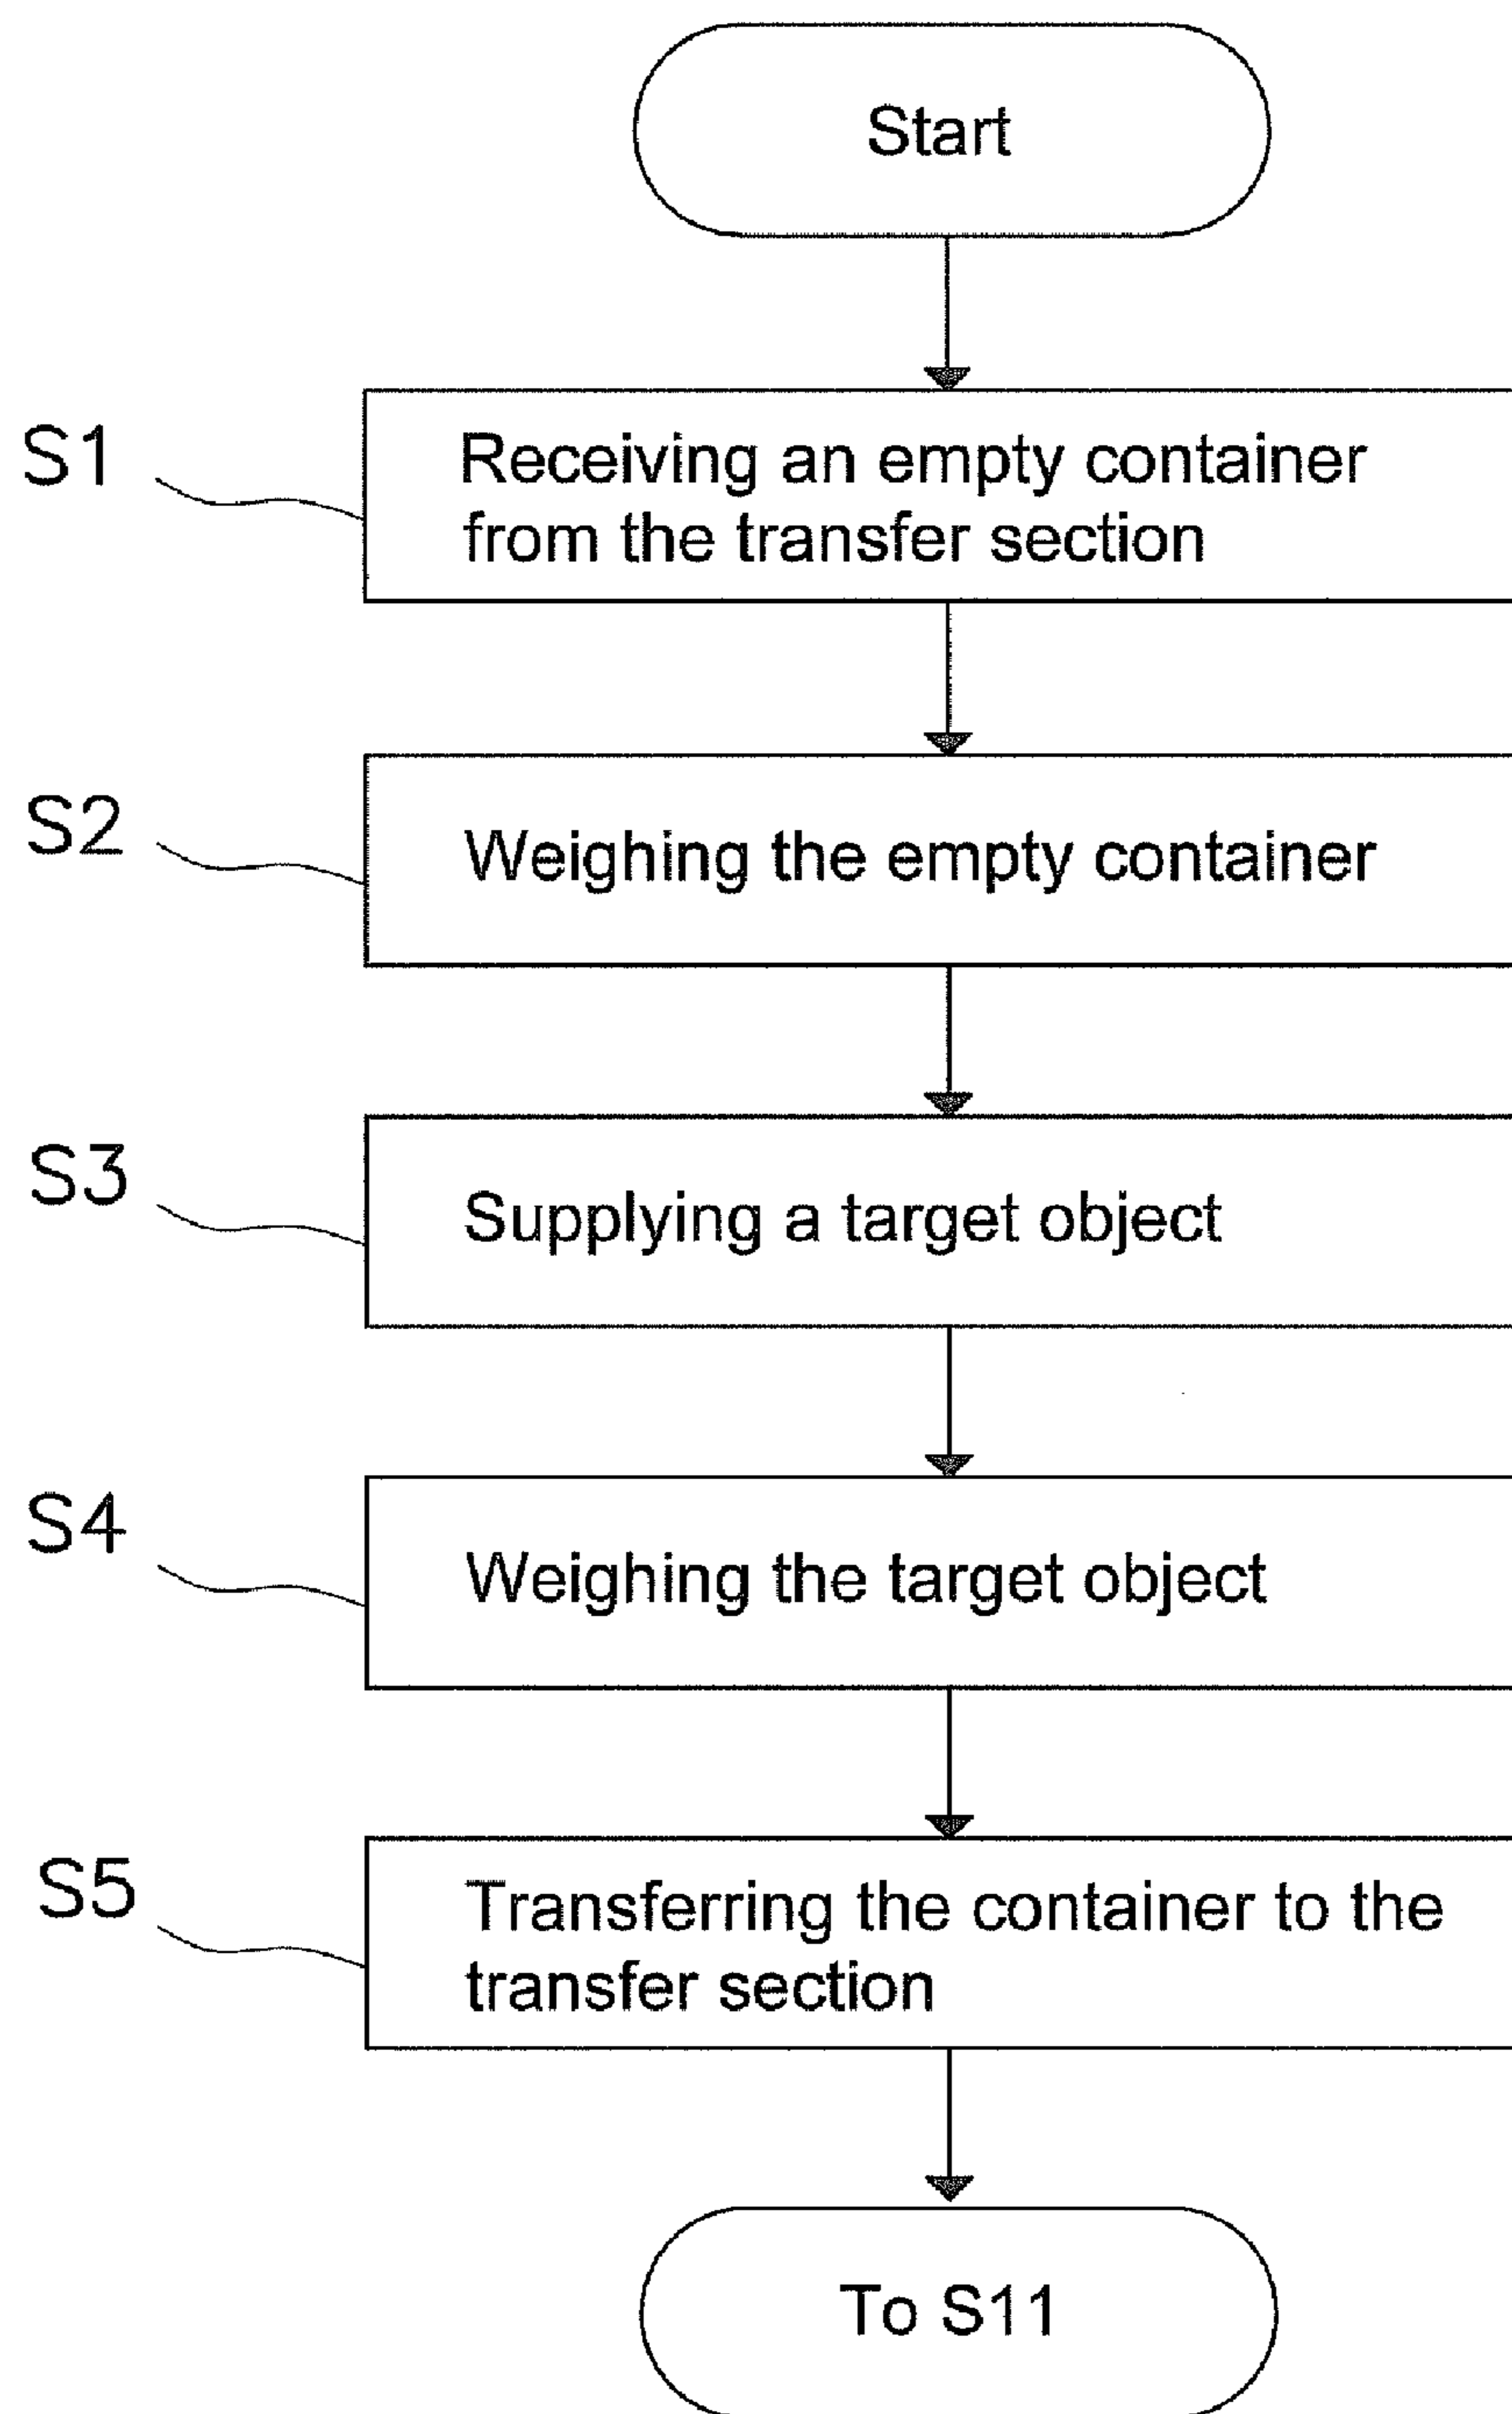 Start
S1
Receiving an empty container
from the transfer section
S2
Weighing the empty container
S3
Supplying a target object
S4
Weighing the target object
S5
Transferring the container to the
transfer section
To S11